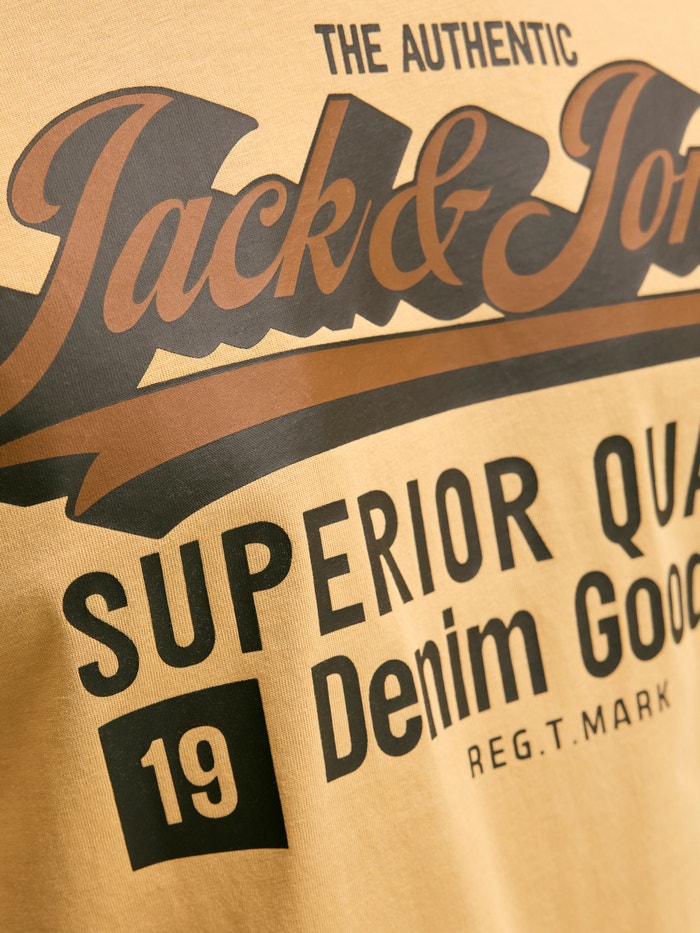 THE AUTHENTIC
Jack & Jon
SUPERIOR QUA
Denim Good
19
REG.T.MARK